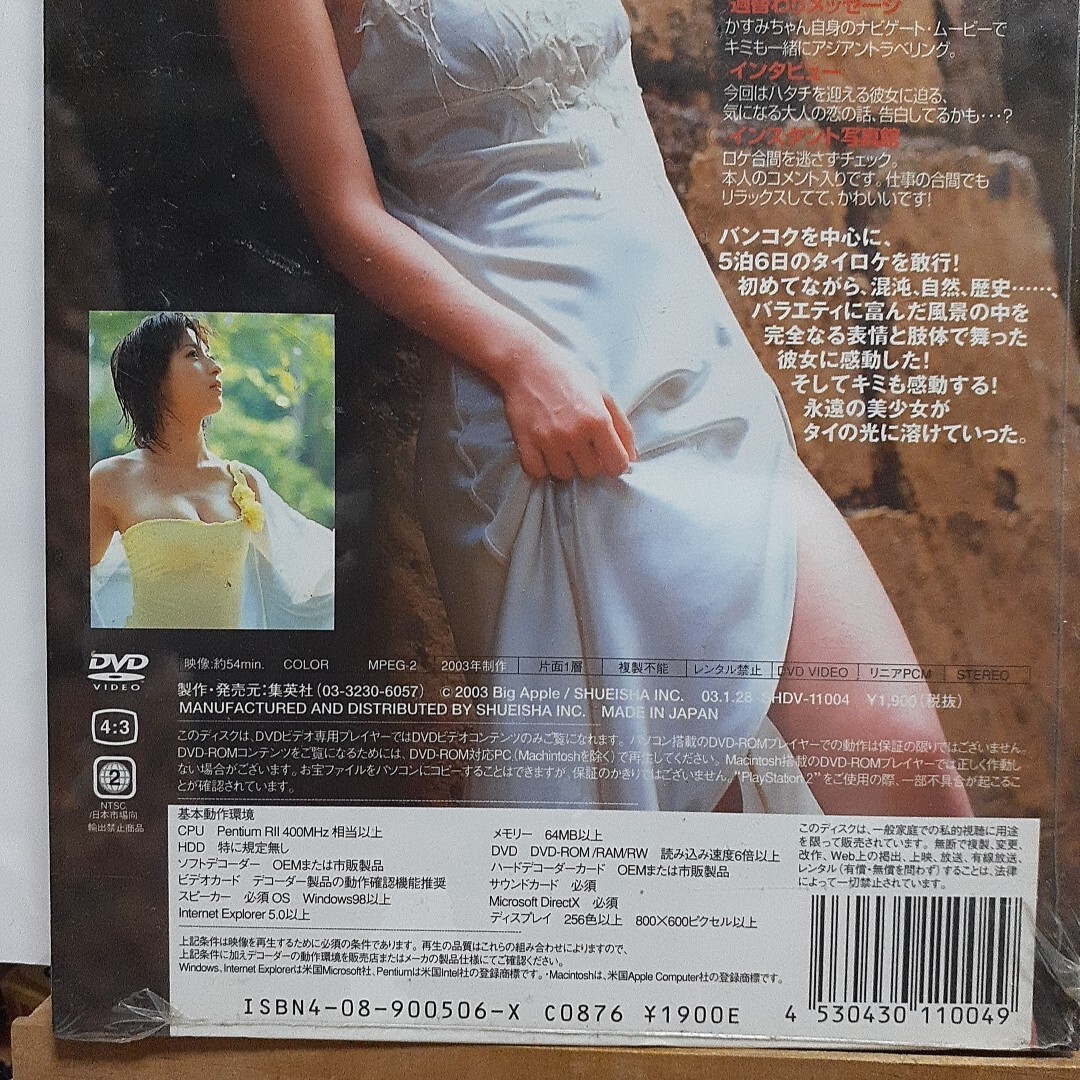 週替わりメッセージ
かすみちゃん自身のナビゲート・ムービーで
キミも一緒にアジアントラベリング。
インタビュー
今回はハタチを迎える彼女に迫る、
気になる大人の恋の話、告白してるかも・・・?
インスタント写真館
ロケ合間を逃さずチェック。
本人のコメント入りです。仕事の合間でも
リラックスしてて、かわいいです!
バンコクを中心に、
5泊6日のタイロケを敢行!
初めてながら、混沌、自然、歴史……、
バラエティに富んだ風景の中を
完全なる表情と肢体で舞った
彼女に感動した!
そしてキミも感動する!
永遠の美少女が
タイの光に溶けていった。
DVD
VIDEO
映像:約54min. COLOR MPEG-2 2003年制作 片面1層 複製不能 レンタル禁止 DVD VIDEO リニアPCM STEREO
製作・発売元:集英社(03-3230-6057) © 2003 Big Apple / SHUEISHA INC. 03.1.28 SHDV-11004 ¥1,900(税抜)
MANUFACTURED AND DISTRIBUTED BY SHUEISHA INC. MADE IN JAPAN
4:3
2
NTSC
/日本市場向
輸出禁止商品
このディスクは、DVDビデオ専用プレイヤーではDVDビデオコンテンツのみご覧になれます。パソコン搭載のDVD-ROMプレイヤーでの動作は保証の限りではございません。
DVD-ROMコンテンツをご覧になるためには、DVD-ROM対応PC(Machintoshを除く)で再生してください。Macintosh搭載のDVD-ROMプレイヤーでは正しく作動し
ない場合がございます。お宝ファイルをパソコンにコピーすることはできますが、保証のかぎりではございません。"PlayStation 2"をご使用の際、一部不具合が起こるこ
とが確認されています。
基本動作環境
CPU Pentium RII 400MHz 相当以上
HDD 特に規定無し
ソフトデコーダー OEMまたは市販製品
ビデオカード デコーダー製品の動作確認機能推奨
スピーカー 必須 OS Windows98以上
Internet Explorer 5.0以上
メモリー 64MB以上
DVD DVD-ROM /RAM/RW 読み込み速度6倍以上
ハードデコーダーカード OEMまたは市販製品
サウンドカード 必須
Microsoft DirectX 必須
ディスプレイ 256色以上 800×600ピクセル以上
このディスクは、一般家庭での私的視聴に用途
を限って販売されています。無断で複製、変更、
改作、Web上の掲出、上映、放送、有線放送、
レンタル(有償・無償を問わず)することは、法律
によって一切禁止されています。
上記条件は映像を再生するために必須の条件であります。再生の品質はこれらの組み合わせによりますので、
上記条件に加えデコーダーの動作環境を販売店またはメーカの製品仕様にてご確認ください。
Windows、Internet Explorerは米国Microsoft社、Pentiumは米国Intel社の登録商標です。・Macintoshは、米国Apple Computer社の登録商標です。
ISBN4-08-900506-X C0876 ¥1900E
4 530430 110049